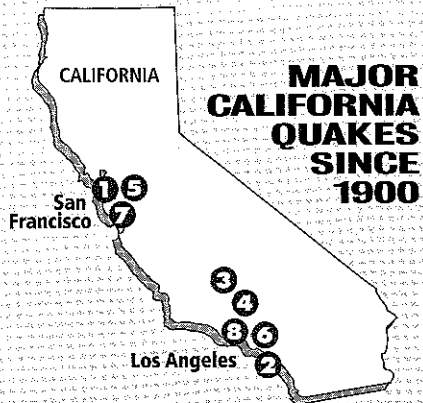 CALIFORNIA
MAJOR
CALIFORNIA
QUAKES
SINCE
1900
1
5
San
Francisco
7
3
4
8
6
Los Angeles
2